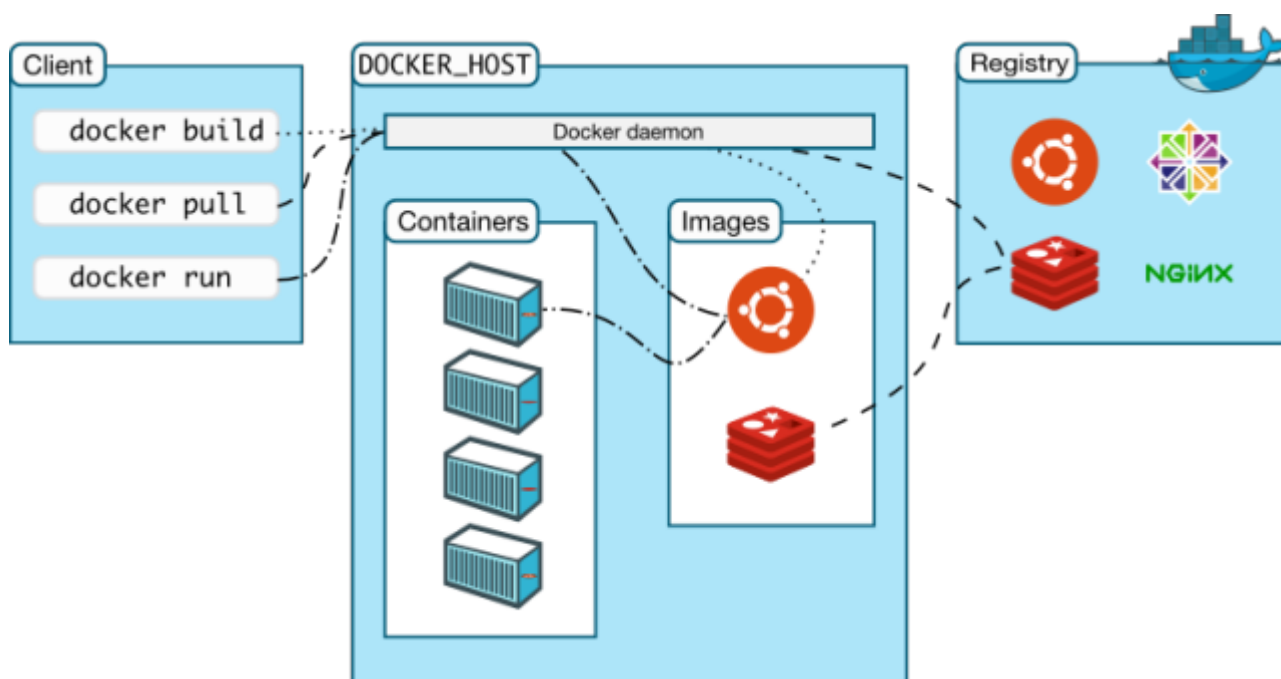 Client
docker build
docker pull
docker run
DOCKER_HOST
Docker daemon
Containers
Images
Registry
NGiNX